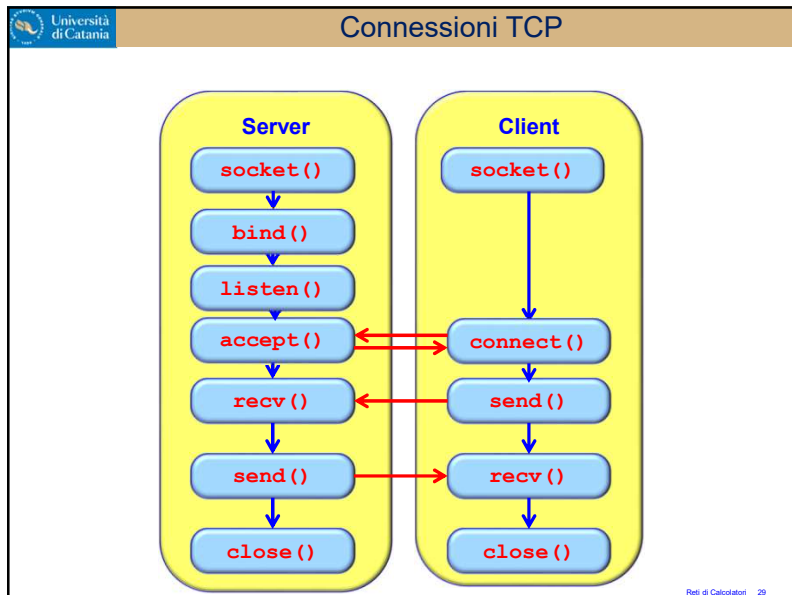 Università
di Catania
Connessioni TCP
Server
socket()
bind()
listen()
accept()
recv()
send()
close()
Client
socket()
connect()
send()
recv()
close()
Reti di Calcolatori 29